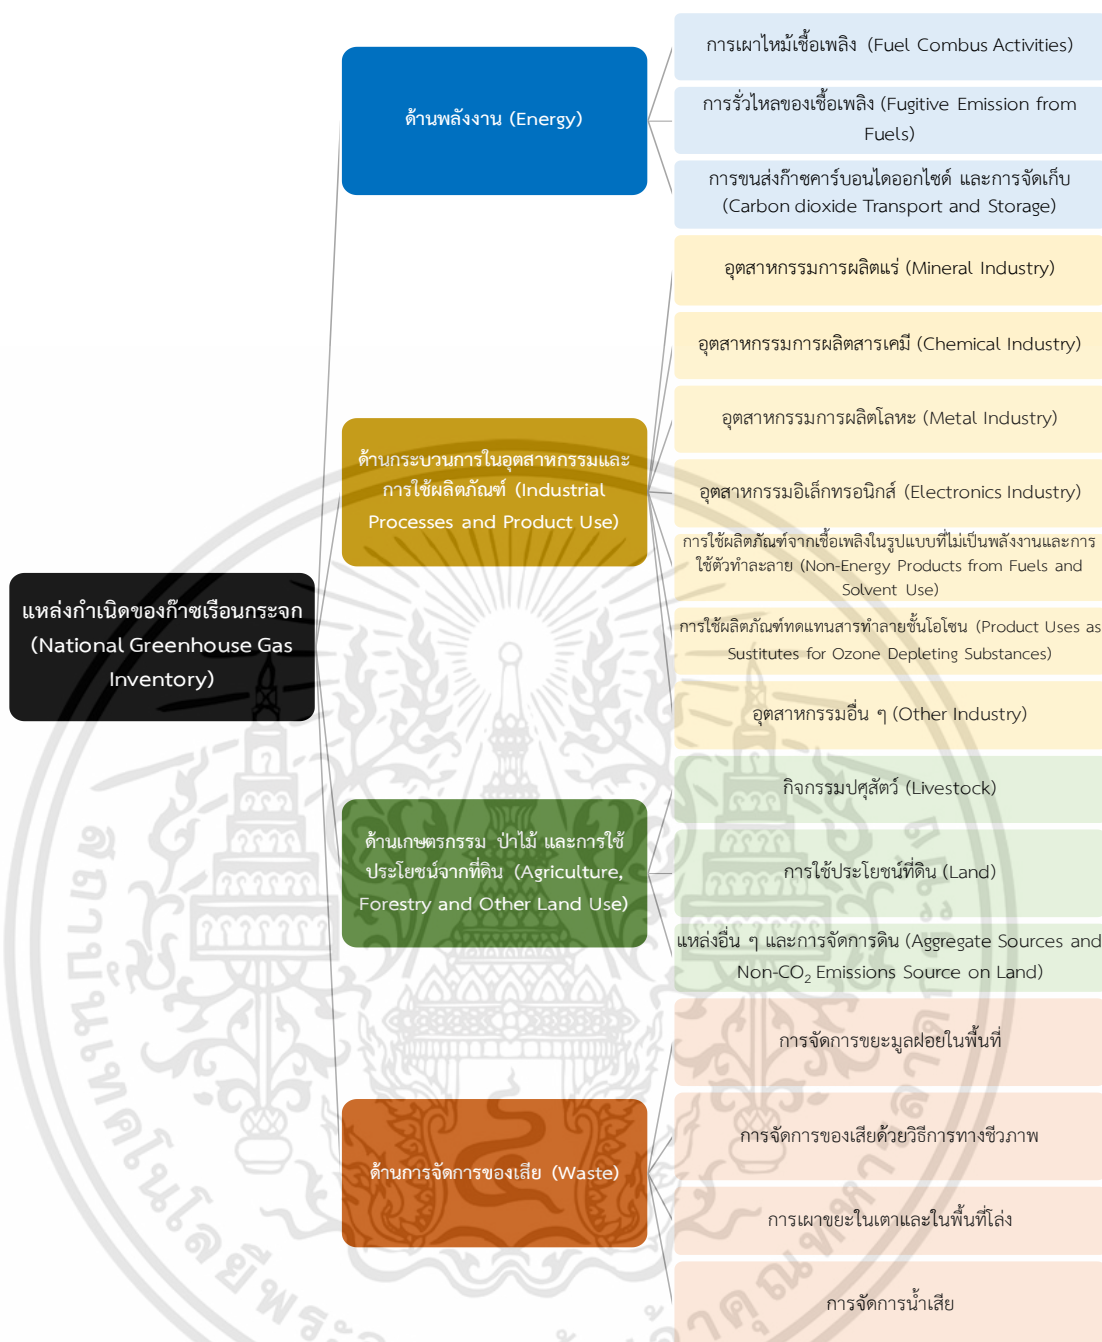 แหล่งกำเนิดของก๊าซเรือนกระจก
(National Greenhouse Gas
Inventory)
ด้านพลังงาน (Energy)
การเผาไหม้เชื้อเพลิง (Fuel Combus Activities)
การรั่วไหลของเชื้อเพลิง (Fugitive Emission from
Fuels)
การขนส่งก๊าซคาร์บอนไดออกไซด์ และการจัดเก็บ
(Carbon dioxide Transport and Storage)
ด้านกระบวนการในอุตสาหกรรมและ
การใช้ผลิตภัณฑ์ (Industrial
Processes and Product Use)
อุตสาหกรรมการผลิตแร่ (Mineral Industry)
อุตสาหกรรมการผลิตสารเคมี (Chemical Industry)
อุตสาหกรรมการผลิตโลหะ (Metal Industry)
อุตสาหกรรมอิเล็กทรอนิกส์ (Electronics Industry)
การใช้ผลิตภัณฑ์จากเชื้อเพลิงในรูปแบบที่ไม่เป็นพลังงานและการ
ใช้ตัวทำละลาย (Non-Energy Products from Fuels and
Solvent Use)
การใช้ผลิตภัณฑ์ทดแทนสารทำลายชั้นโอโซน (Product Uses as
Sustitutes for Ozone Depleting Substances)
อุตสาหกรรมอื่น ๆ (Other Industry)
ด้านเกษตรกรรม ป่าไม้ และการใช้
ประโยชน์จากที่ดิน (Agriculture,
Forestry and Other Land Use)
กิจกรรมปศุสัตว์ (Livestock)
การใช้ประโยชน์ที่ดิน (Land)
แหล่งอื่น ๆ และการจัดการดิน (Aggregate Sources and
Non-CO₂ Emissions Source on Land)
ด้านการจัดการของเสีย (Waste)
การจัดการขยะมูลฝอยในพื้นที่
การจัดการของเสียด้วยวิธีการทางชีวภาพ
การเผาขยะในเตาและในพื้นที่โล่ง
การจัดการน้ำเสีย